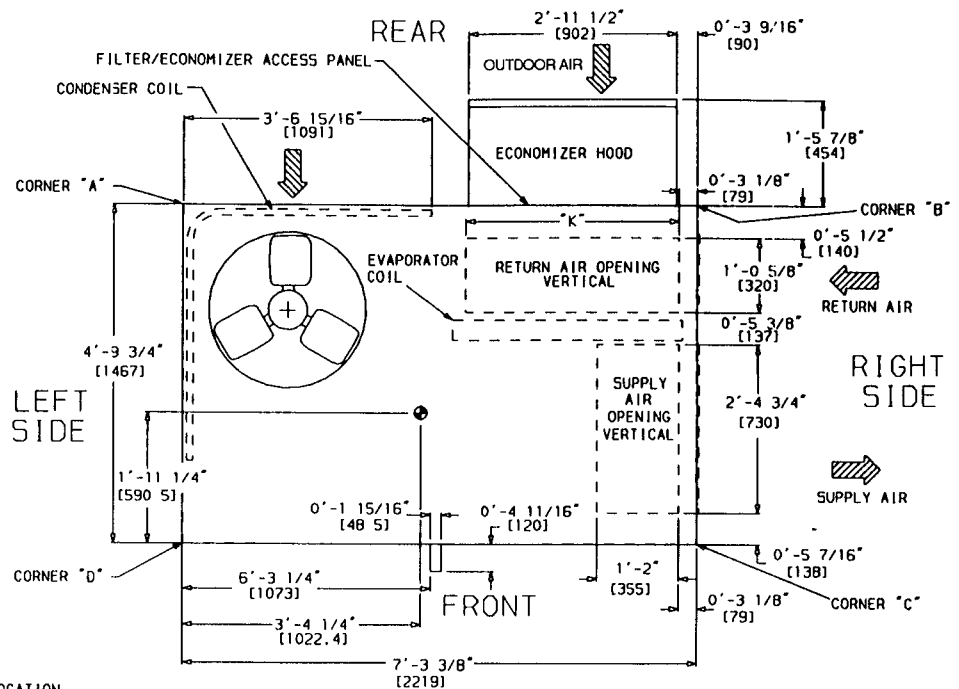 REAR
2'-11 1/2"
[902]
0'-3 9/16"
[90]
OUTDOOR AIR
FILTER/ECONOMIZER ACCESS PANEL
CONDENSER COIL
3'-6 15/16"
[1091]
1'-5 7/8"
[454]
ECONOMIZER HOOD
0'-3 1/8"
[79]
CORNER "A"
CORNER "B"
"K"
0'-5 1/2"
[140]
EVAPORATOR
COIL
RETURN AIR OPENING
VERTICAL
1'-0 5/8"
[320]
RETURN AIR
0'-5 3/8"
[137]
4'-9 3/4"
[1467]
LEFT
SIDE
RIGHT
SIDE
SUPPLY
AIR
OPENING
VERTICAL
2'-4 3/4"
[730]
1'-11 1/4"
[590 5]
SUPPLY AIR
0'-1 15/16"
[48 5]
0'-4 11/16"
[120]
CORNER "D"
6'-3 1/4"
[1073]
FRONT
1'-2"
[355]
0'-5 7/16"
[138]
0'-3 1/8"
[79]
CORNER "C"
3'-4 1/4"
[1022.4]
7'-3 3/8"
[2219]